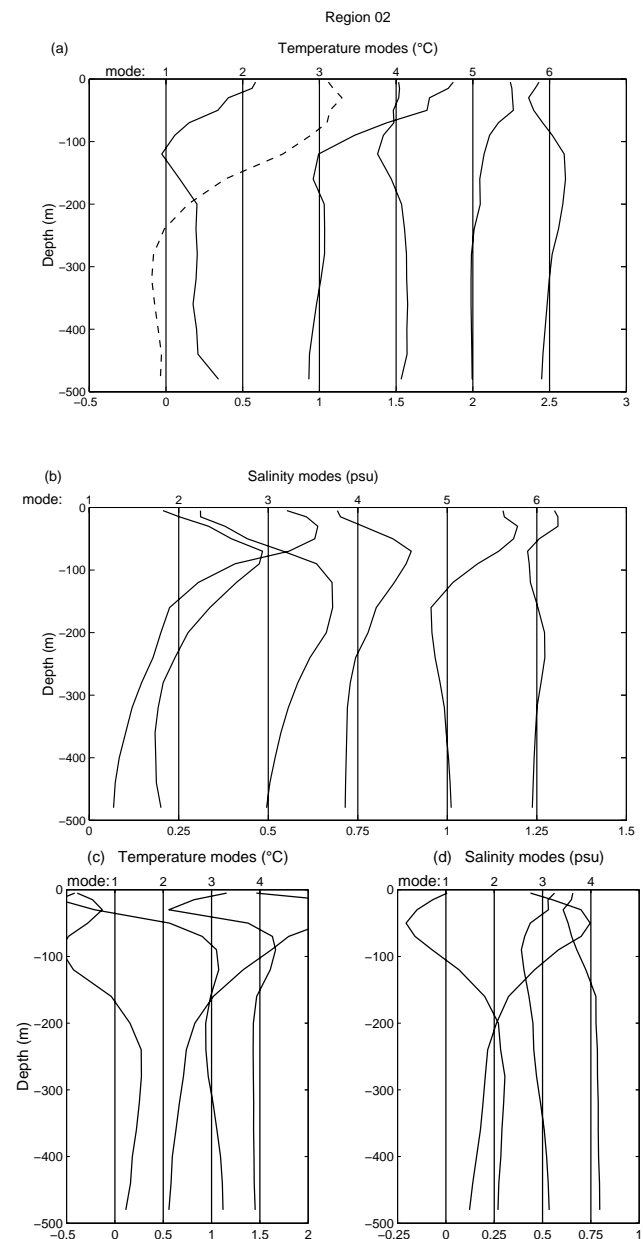 Region 02
(a) Temperature modes (°C)
mode: 1 2 3 4 5 6
0
−100
−200
−300
−400
−500
Depth (m)
−0.5 0 0.5 1 1.5 2 2.5 3
(b) Salinity modes (psu)
mode: 1 2 3 4 5 6
0
−100
−200
−300
−400
−500
Depth (m)
0 0.25 0.5 0.75 1 1.25 1.5
(c) Temperature modes (°C)
mode: 1 2 3 4
0
−100
−200
−300
−400
−500
Depth (m)
−0.5 0 0.5 1 1.5 2
(d) Salinity modes (psu)
mode: 1 2 3 4
0
−100
−200
−300
−400
−500
−0.25 0 0.25 0.5 0.75 1